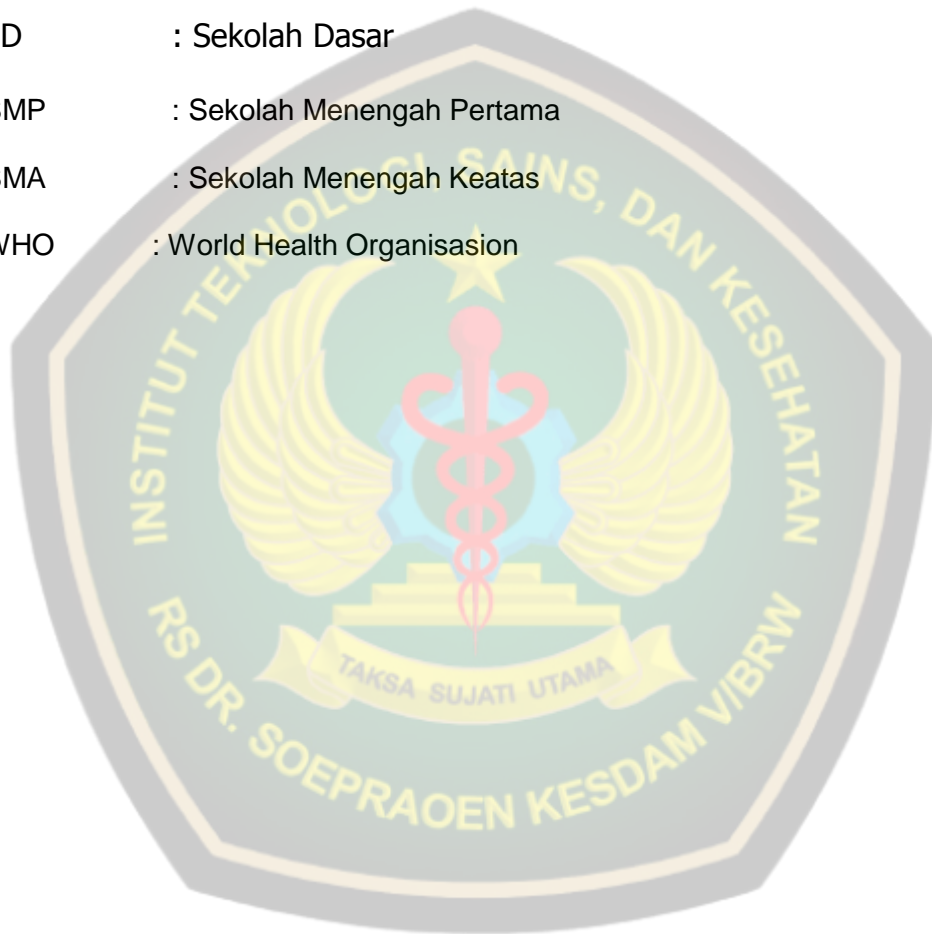 D : Sekolah Dasar
MP : Sekolah Menengah Pertama
MA : Sekolah Menengah Keatas
WHO : World Health Organisasion
INSTITUT TEKNOLOGI, SAINS, DAN KESEHATAN
TAKSA SUJATI UTAMA
RS DR. SOEPRAOEN KESDAM V/BRW